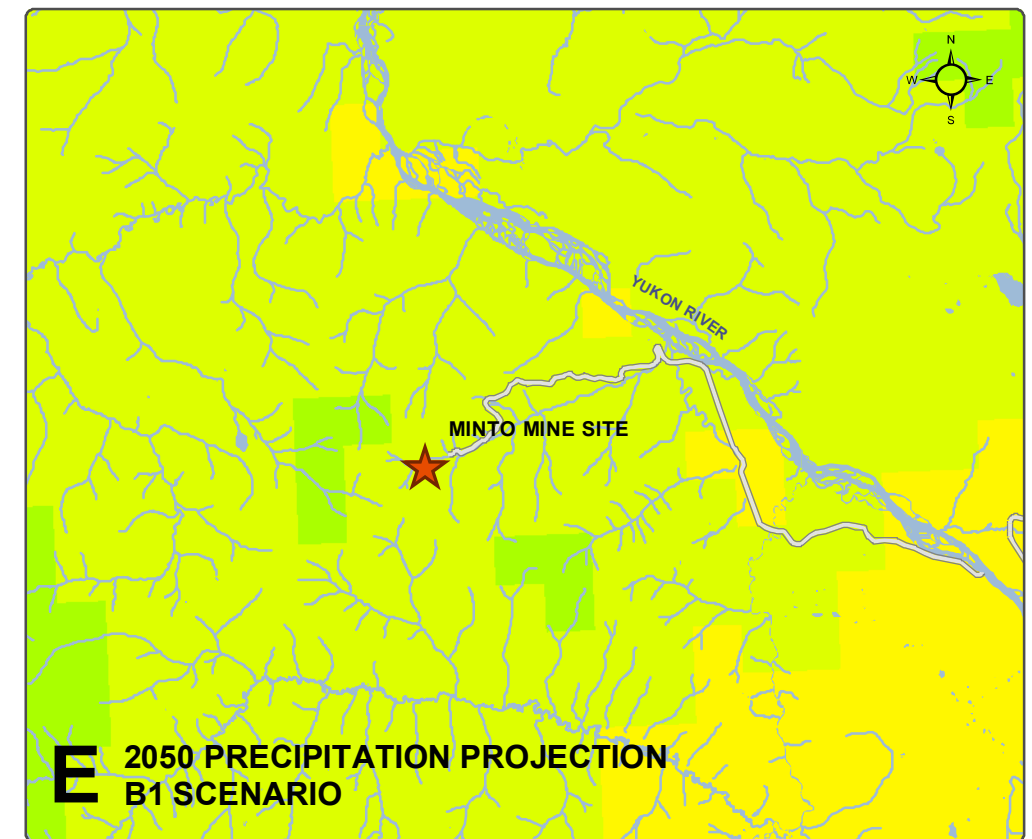 N
W E
S
YUKON RIVER
MINTO MINE SITE
E
2050 PRECIPITATION PROJECTION
B1 SCENARIO